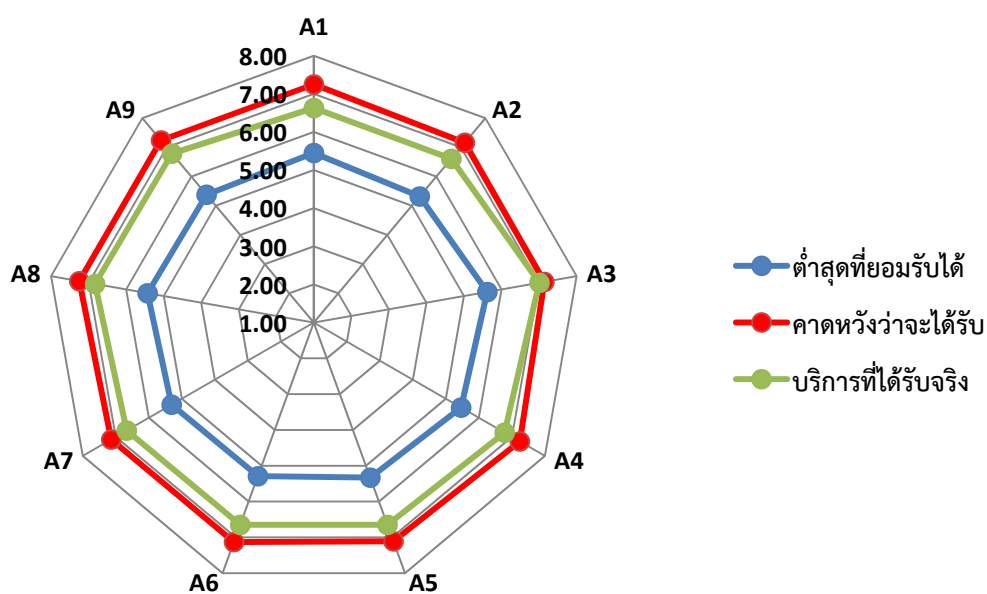 A1
8.00
7.00
6.00
5.00
4.00
3.00
2.00
1.00
A2
A3
A4
A5
A6
A7
A8
A9
ต่ำสุดที่ยอมรับได้
คาดหวังว่าจะได้รับ
บริการที่ได้รับจริง